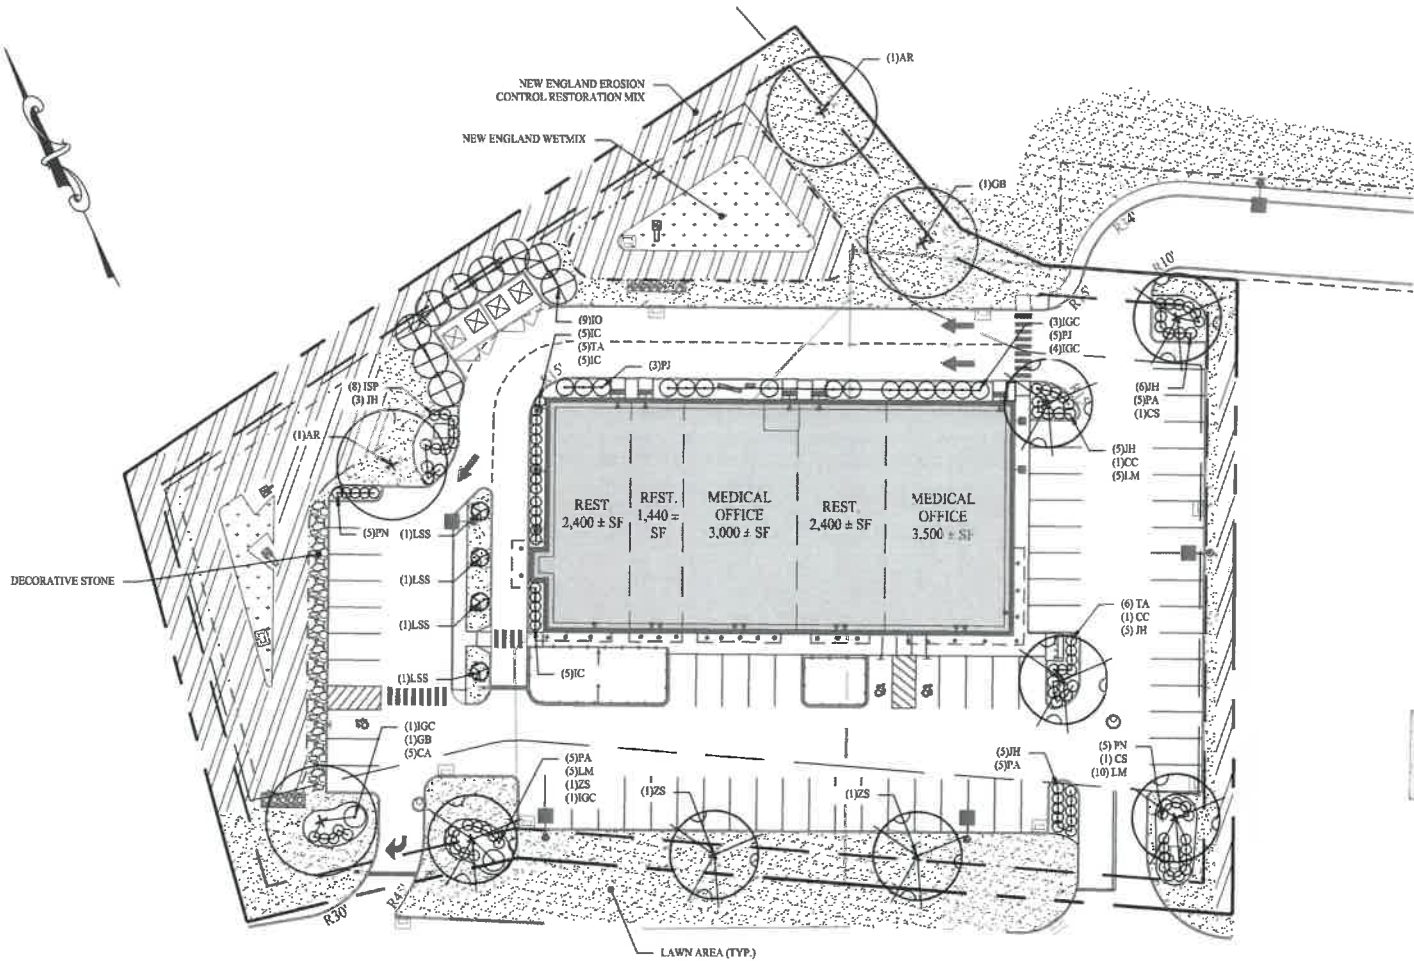 (1)AR
NEW ENGLAND EROSION
CONTROL RESTORATION MIX
NEW ENGLAND WETMIX
(1)GB
R34'
R10'
R15'
(9)IO
(5)IC
(5)TA
(5)IC
(3)IGC
(5)PJ
(4)IGC
(3)PJ
15'
(8) ISP
(3) JH
(6)JH
(5)PA
(1)CS
(1)AR
(5)JH
(1)CC
(5)LM
REST
2,400 ± SF
RFST.
1,440 =
SF
MEDICAL
OFFICE
3,000 ± SF
REST.
2,400 ± SF
MEDICAL
OFFICE
3.500 ± SF
(5)PN
(1)LSS
DECORATIVE STONE
(1)LSS
(1)LSS
(6) TA
(1) CC
(5) JH
(1)LSS
(5)IC
(1)IGC
(1)GB
(5)CA
(5)PA
(5)LM
(1)ZS
(1)IGC
(1)ZS
(1)ZS
(5)JH
(5)PA
(5) PN
(1) CS
(10) LM
R30'
R45'
LAWN AREA (TYP.)